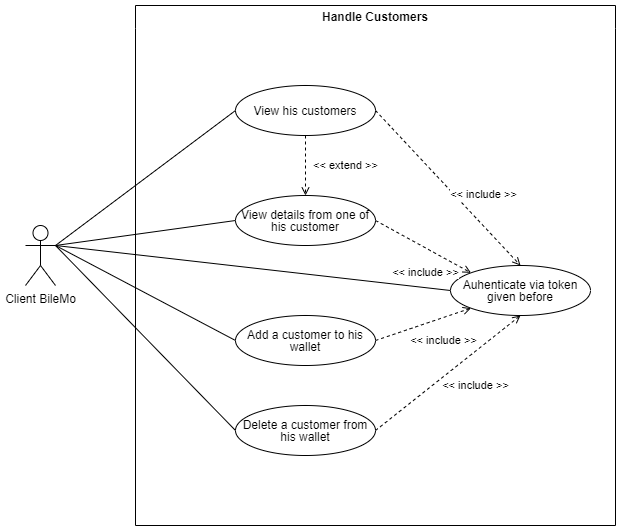 Handle Customers
View his customers
<< extend >>
<< include >>
View details from one of
his customer
<< include >>
Client BileMo
Auhenticate via token
given before
Add a customer to his
wallet
<< include >>
<< include >>
Delete a customer from
his wallet